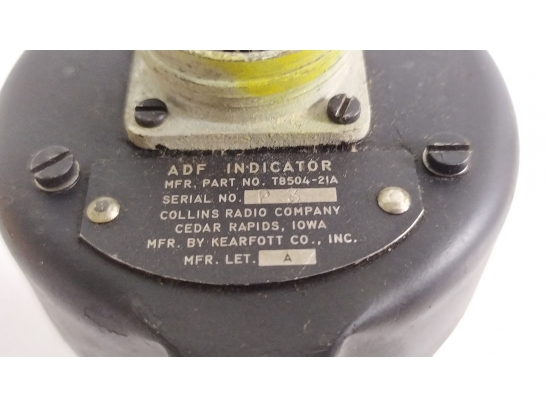 ADF INDICATOR
MFR. PART NO. T8504-21A
SERIAL NO.
COLLINS RADIO COMPANY
CEDAR RAPIDS, IOWA
MFR. BY KEARFOTT CO., INC.
MFR. LET. A